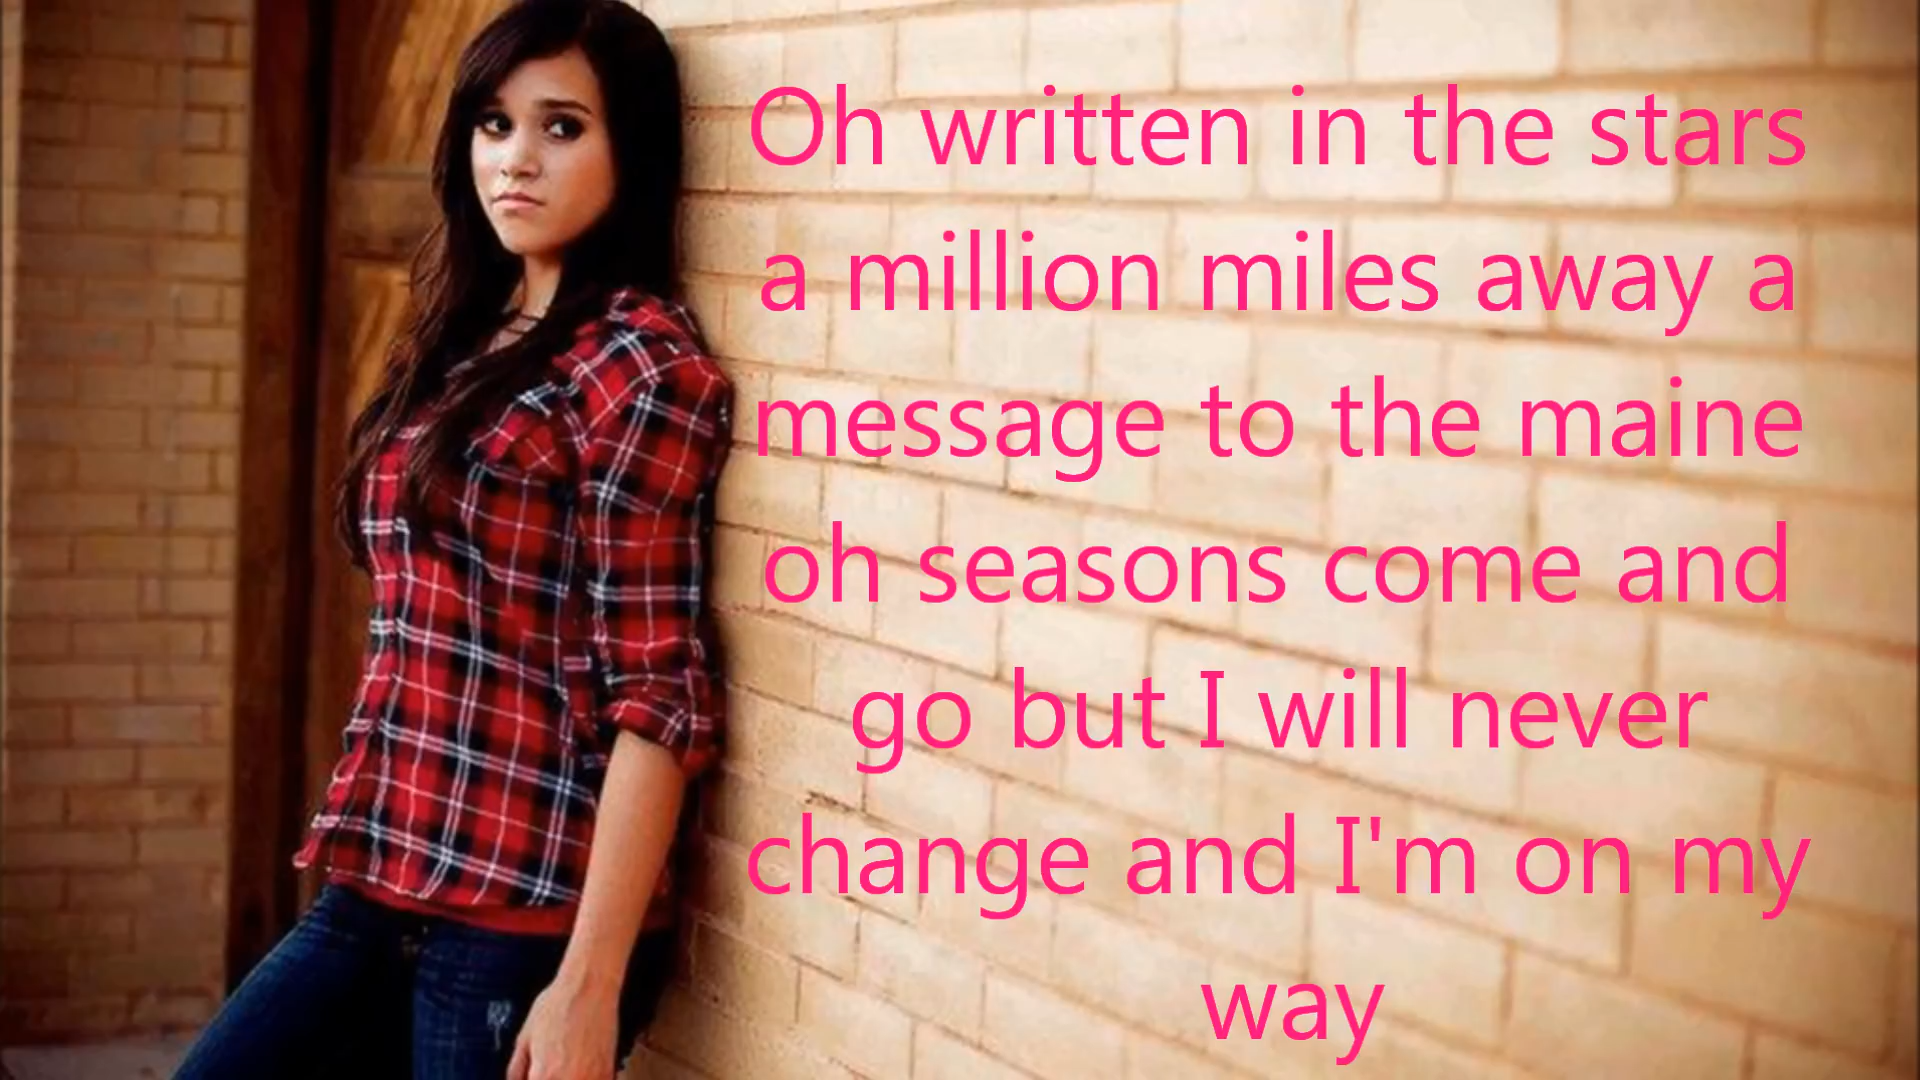 Oh written in the stars
a million miles away a
message to the maine
oh seasons come and
go but I will never
change and I'm on my
way